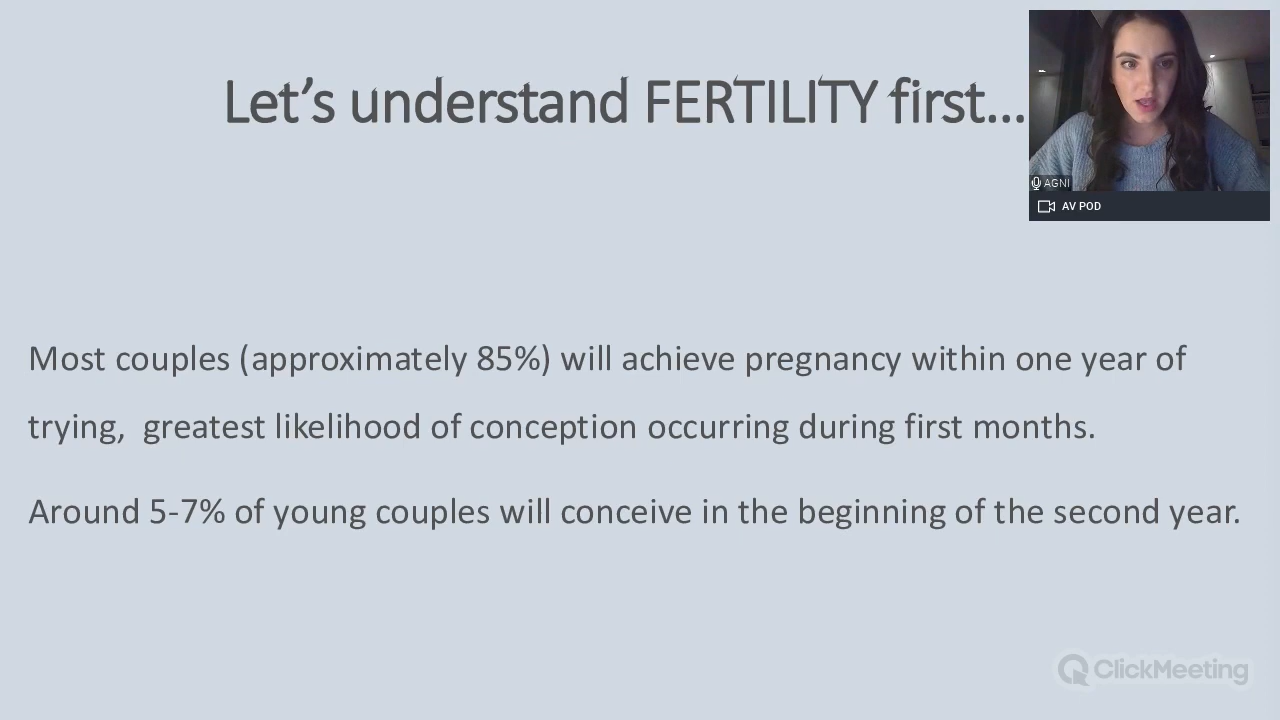 Let’s understand FERTILITY first...
AGNI
AV POD
Most couples (approximately 85%) will achieve pregnancy within one year of
trying,  greatest likelihood of conception occurring during first months.
Around 5-7% of young couples will conceive in the beginning of the second year.
ClickMeeting